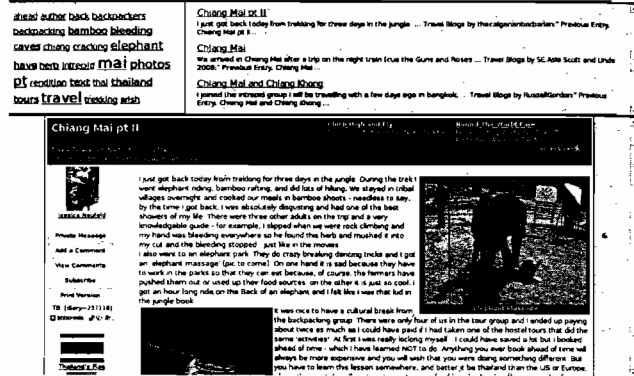 ahead author back backpackers
backpacking bamboo bleeding
caves chiang cracking elephant
have herb intrepid mai photos
pt rendition text thai thailand
tours travel trekking
Chiang Mai pt II
I just got back today from trekking for three days in the jungle ... Travel Blog by "thecalgarianbarbarian." Previous Entry.
Chiang Mai pt II ...
Chiang Mai
We arrived in Chiang Mai after a trip on the night train (cue the Guns and Roses ... Travel Blogs by SE Asia Scott and Linds
2008." Previous Entry. Chiang Mai ...
Chiang Mai and Chiang Khong
I joined the intrepid group I will be travelling with a few days ago in bangkok, ... Travel Blogs by RusselGordon." Previous
Entry. Chiang Mai and Chiang Khong ...
Chiang Mai pt II
Jessica Neufeld
Private Message
Add a Comment
View Comments
Subscribe
Print Version
Thailand's Flag
I just got back today from trekking for three days in the jungle. During the trek I
went elephant riding, bamboo rafting, and did lots of hiking. We stayed in tribal
villages overnight and cooked our meals in bamboo shoots - needless to say,
by the time I got back, I was absolutely disgusting and had one of the best
showers of my life. There were three other adults on the trip and a very
knowledgable guide - for example, I slipped when we were rock climbing and
my hand was bleeding everywhere so he found this herb and mushed it into
my cut and the bleeding stopped just like in the movies
I also went to an elephant park. They do crazy breaking dancing tricks and I got
an elephant massage (pic to come). On one hand it is sad because they have
to work in the parks so that they can eat because, of course, the farmers have
pushed them out or used up their food sources. on the other it is just so cool. I
got an hour long ride on the Back of an elephant and I felt like I was that kid in
the jungle book
It was nice to have a cultural break from
the backpacking group. There were only four of us in the tour group and I ended up paying
about twice as much as I could have paid if I had taken one of the hostel tours that did the
same 'activities'. At first I was really kicking myself. I could have saved a lot but I booked
ahead of time - which I have learned NOT to do. Anything you ever book ahead of time will
always be more expensive and you will wish that you were doing something different. But
you have to learn this lesson somewhere, and better it be thailand than the US or Europe.